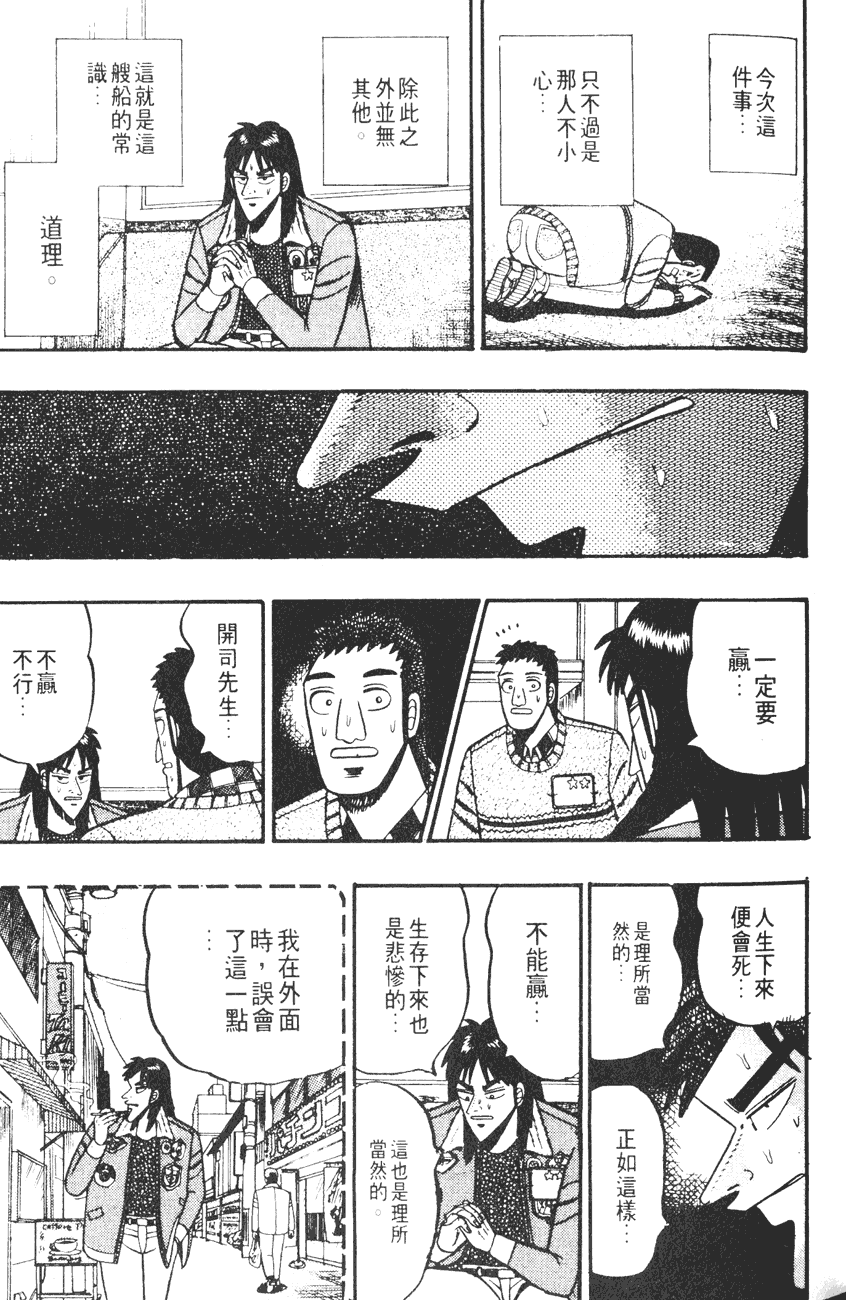 今次這
件事…
只不過是
那人不小
心…
除此之
外並無
其他。
這就是這
艘船的常
識…
道理。
一定要
贏…
開司先生…
不贏
不行…
人生下來
便會死…
是理所當
然的…
正如這樣…
不能贏…
生存下來也
是悲慘的…
這也是理所
當然的。
我在外面
時，誤會
了這一點
…
パチンコ